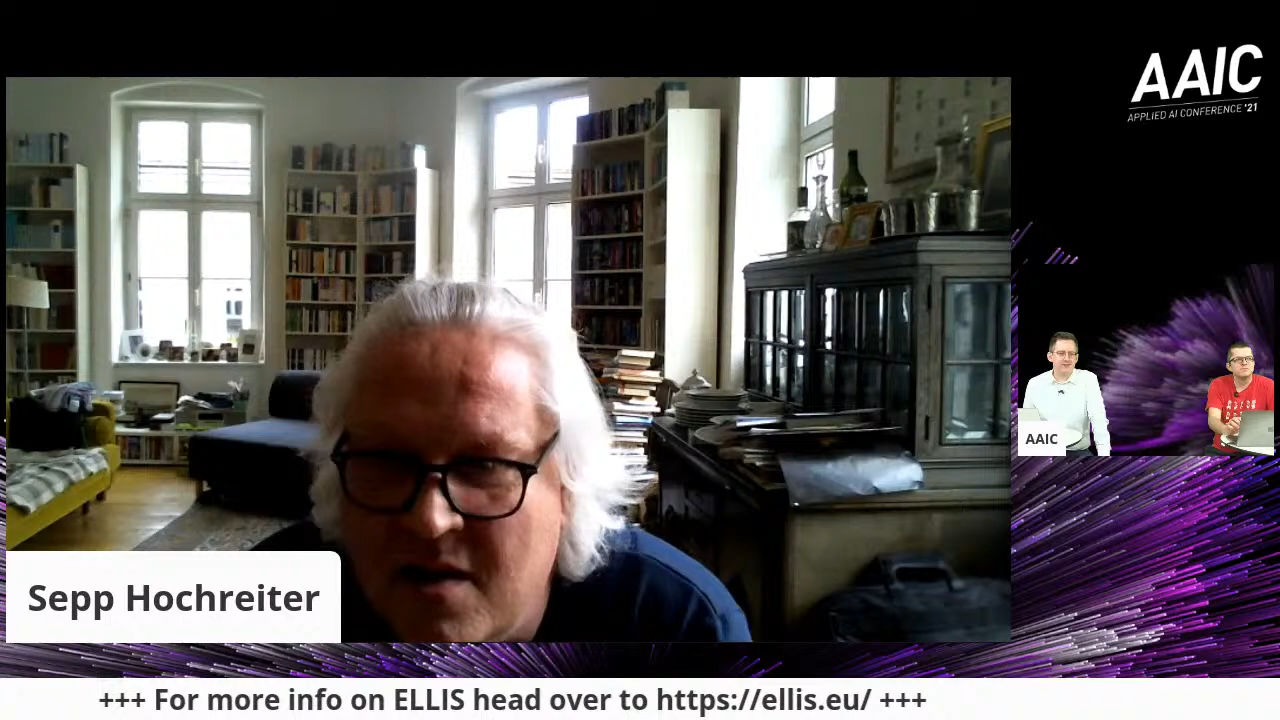 AAIC
APPLIED AI CONFERENCE '21
AAIC
Sepp Hochreiter
+++ For more info on ELLIS head over to https://ellis.eu/ +++